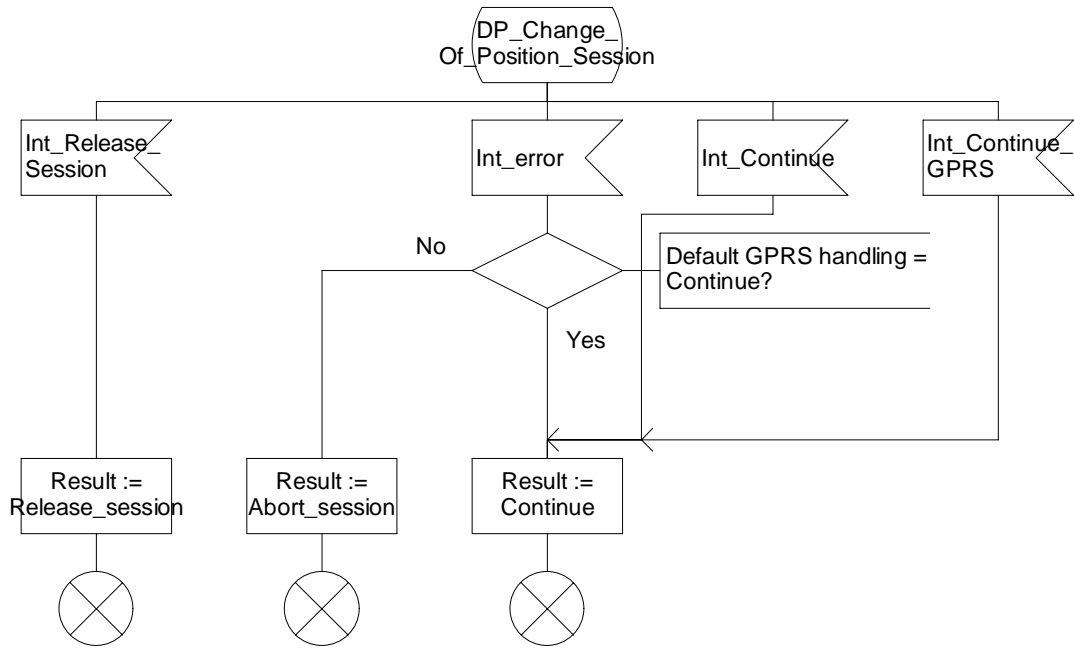 DP_Change_
Of_Position_Session
Int_Release_
Session
Int_error
Int_Continue
Int_Continue_
GPRS
No
Default GPRS handling =
Continue?
Yes
Result :=
Release_session
Result :=
Abort_session
Result :=
Continue